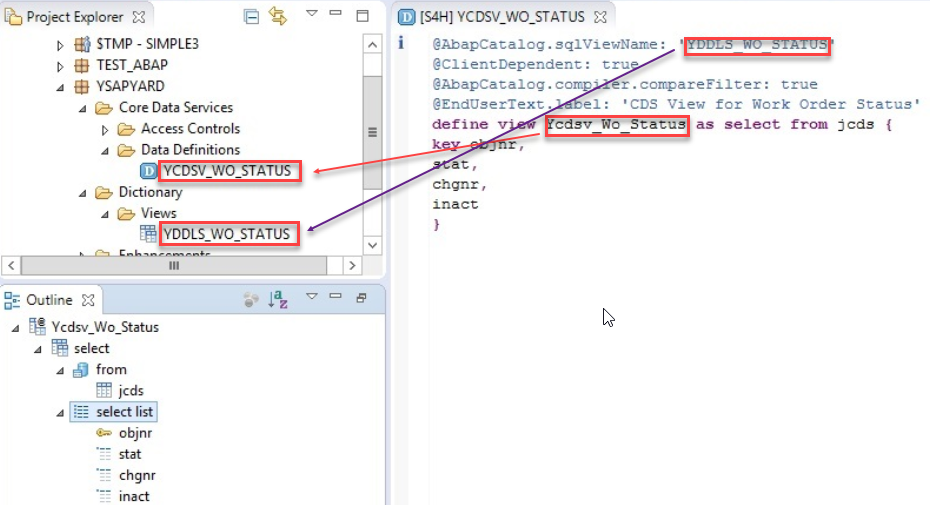 Project Explorer
$TMP - SIMPLE3
TEST_ABAP
YSAPYARD
Core Data Services
Access Controls
Data Definitions
YCDSV_WO_STATUS
Dictionary
Views
YDDLS_WO_STATUS
Enhancements
Outline
Ycdsv_Wo_Status
select
from
jcds
select list
objnr
stat
chgnr
inact
[S4H] YCDSV_WO_STATUS
@AbapCatalog.sqlViewName: 'YDDLS_WO_STATUS'
@ClientDependent: true
@AbapCatalog.compiler.compareFilter: true
@EndUserText.label: 'CDS View for Work Order Status'
define view Ycdsv_Wo_Status as select from jcds {
key objnr,
stat,
chgnr,
inact
}